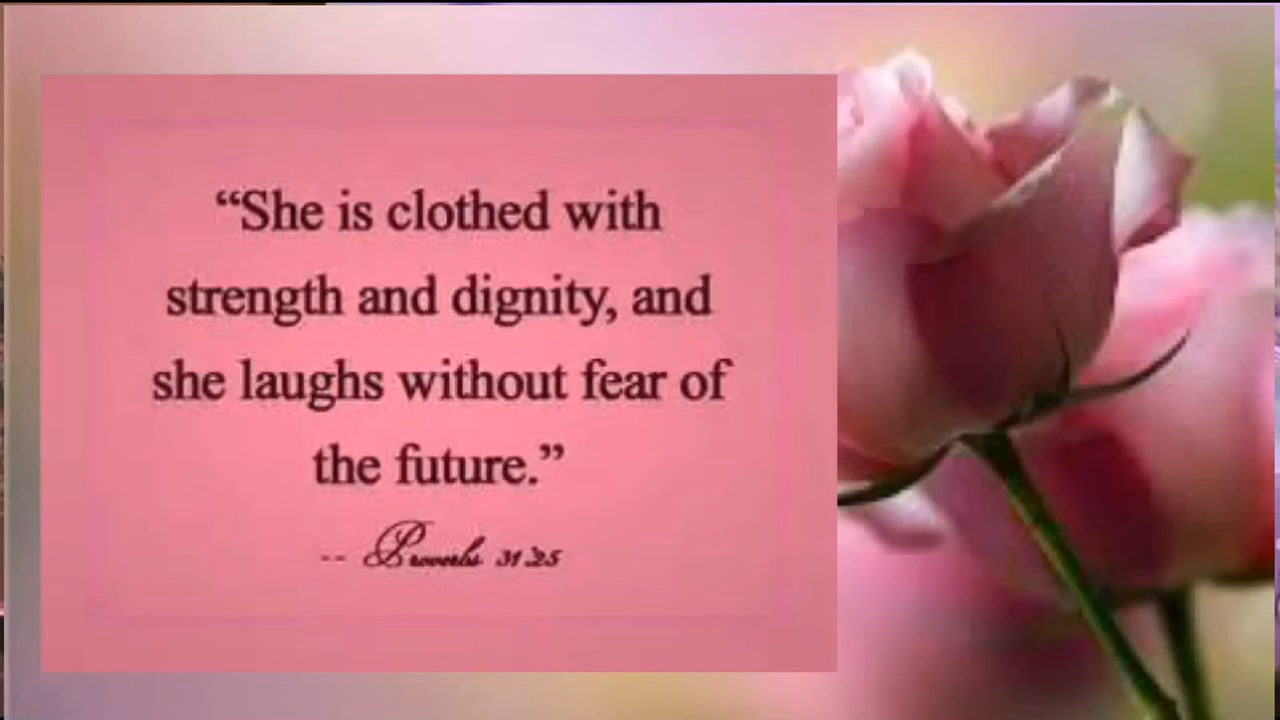 “She is clothed with
strength and dignity, and
she laughs without fear of
the future.”
-- Proverbs 31:25